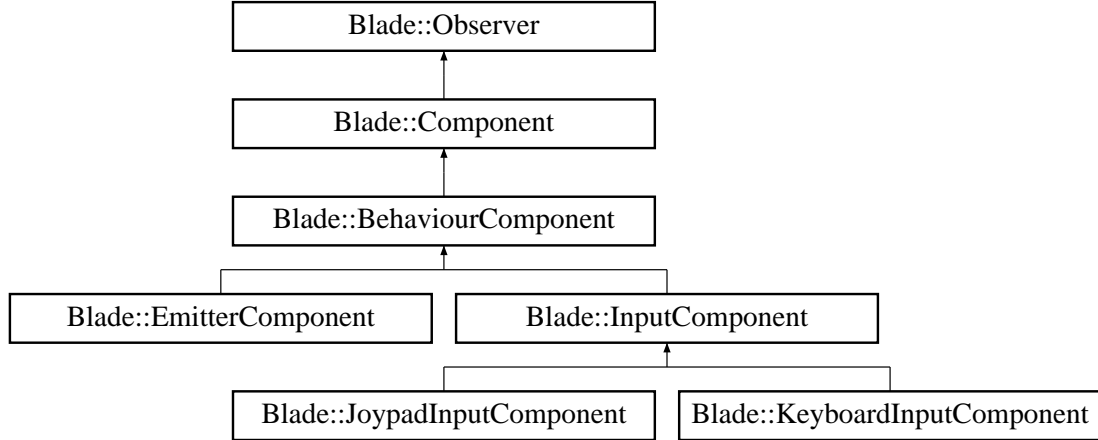 Blade::Observer
Blade::Component
Blade::BehaviourComponent
Blade::EmitterComponent
Blade::InputComponent
Blade::JoypadInputComponent
Blade::KeyboardInputComponent